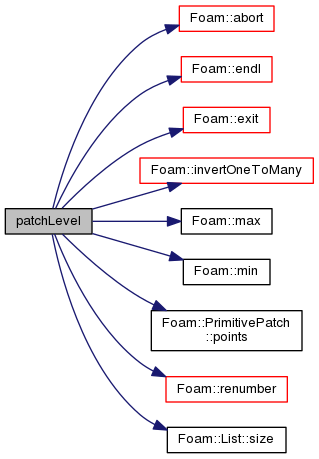 Foam::abort
Foam::endl
Foam::exit
Foam::invertOneToMany
patchLevel
Foam::max
Foam::min
Foam::PrimitivePatch
::points
Foam::renumber
Foam::List::size